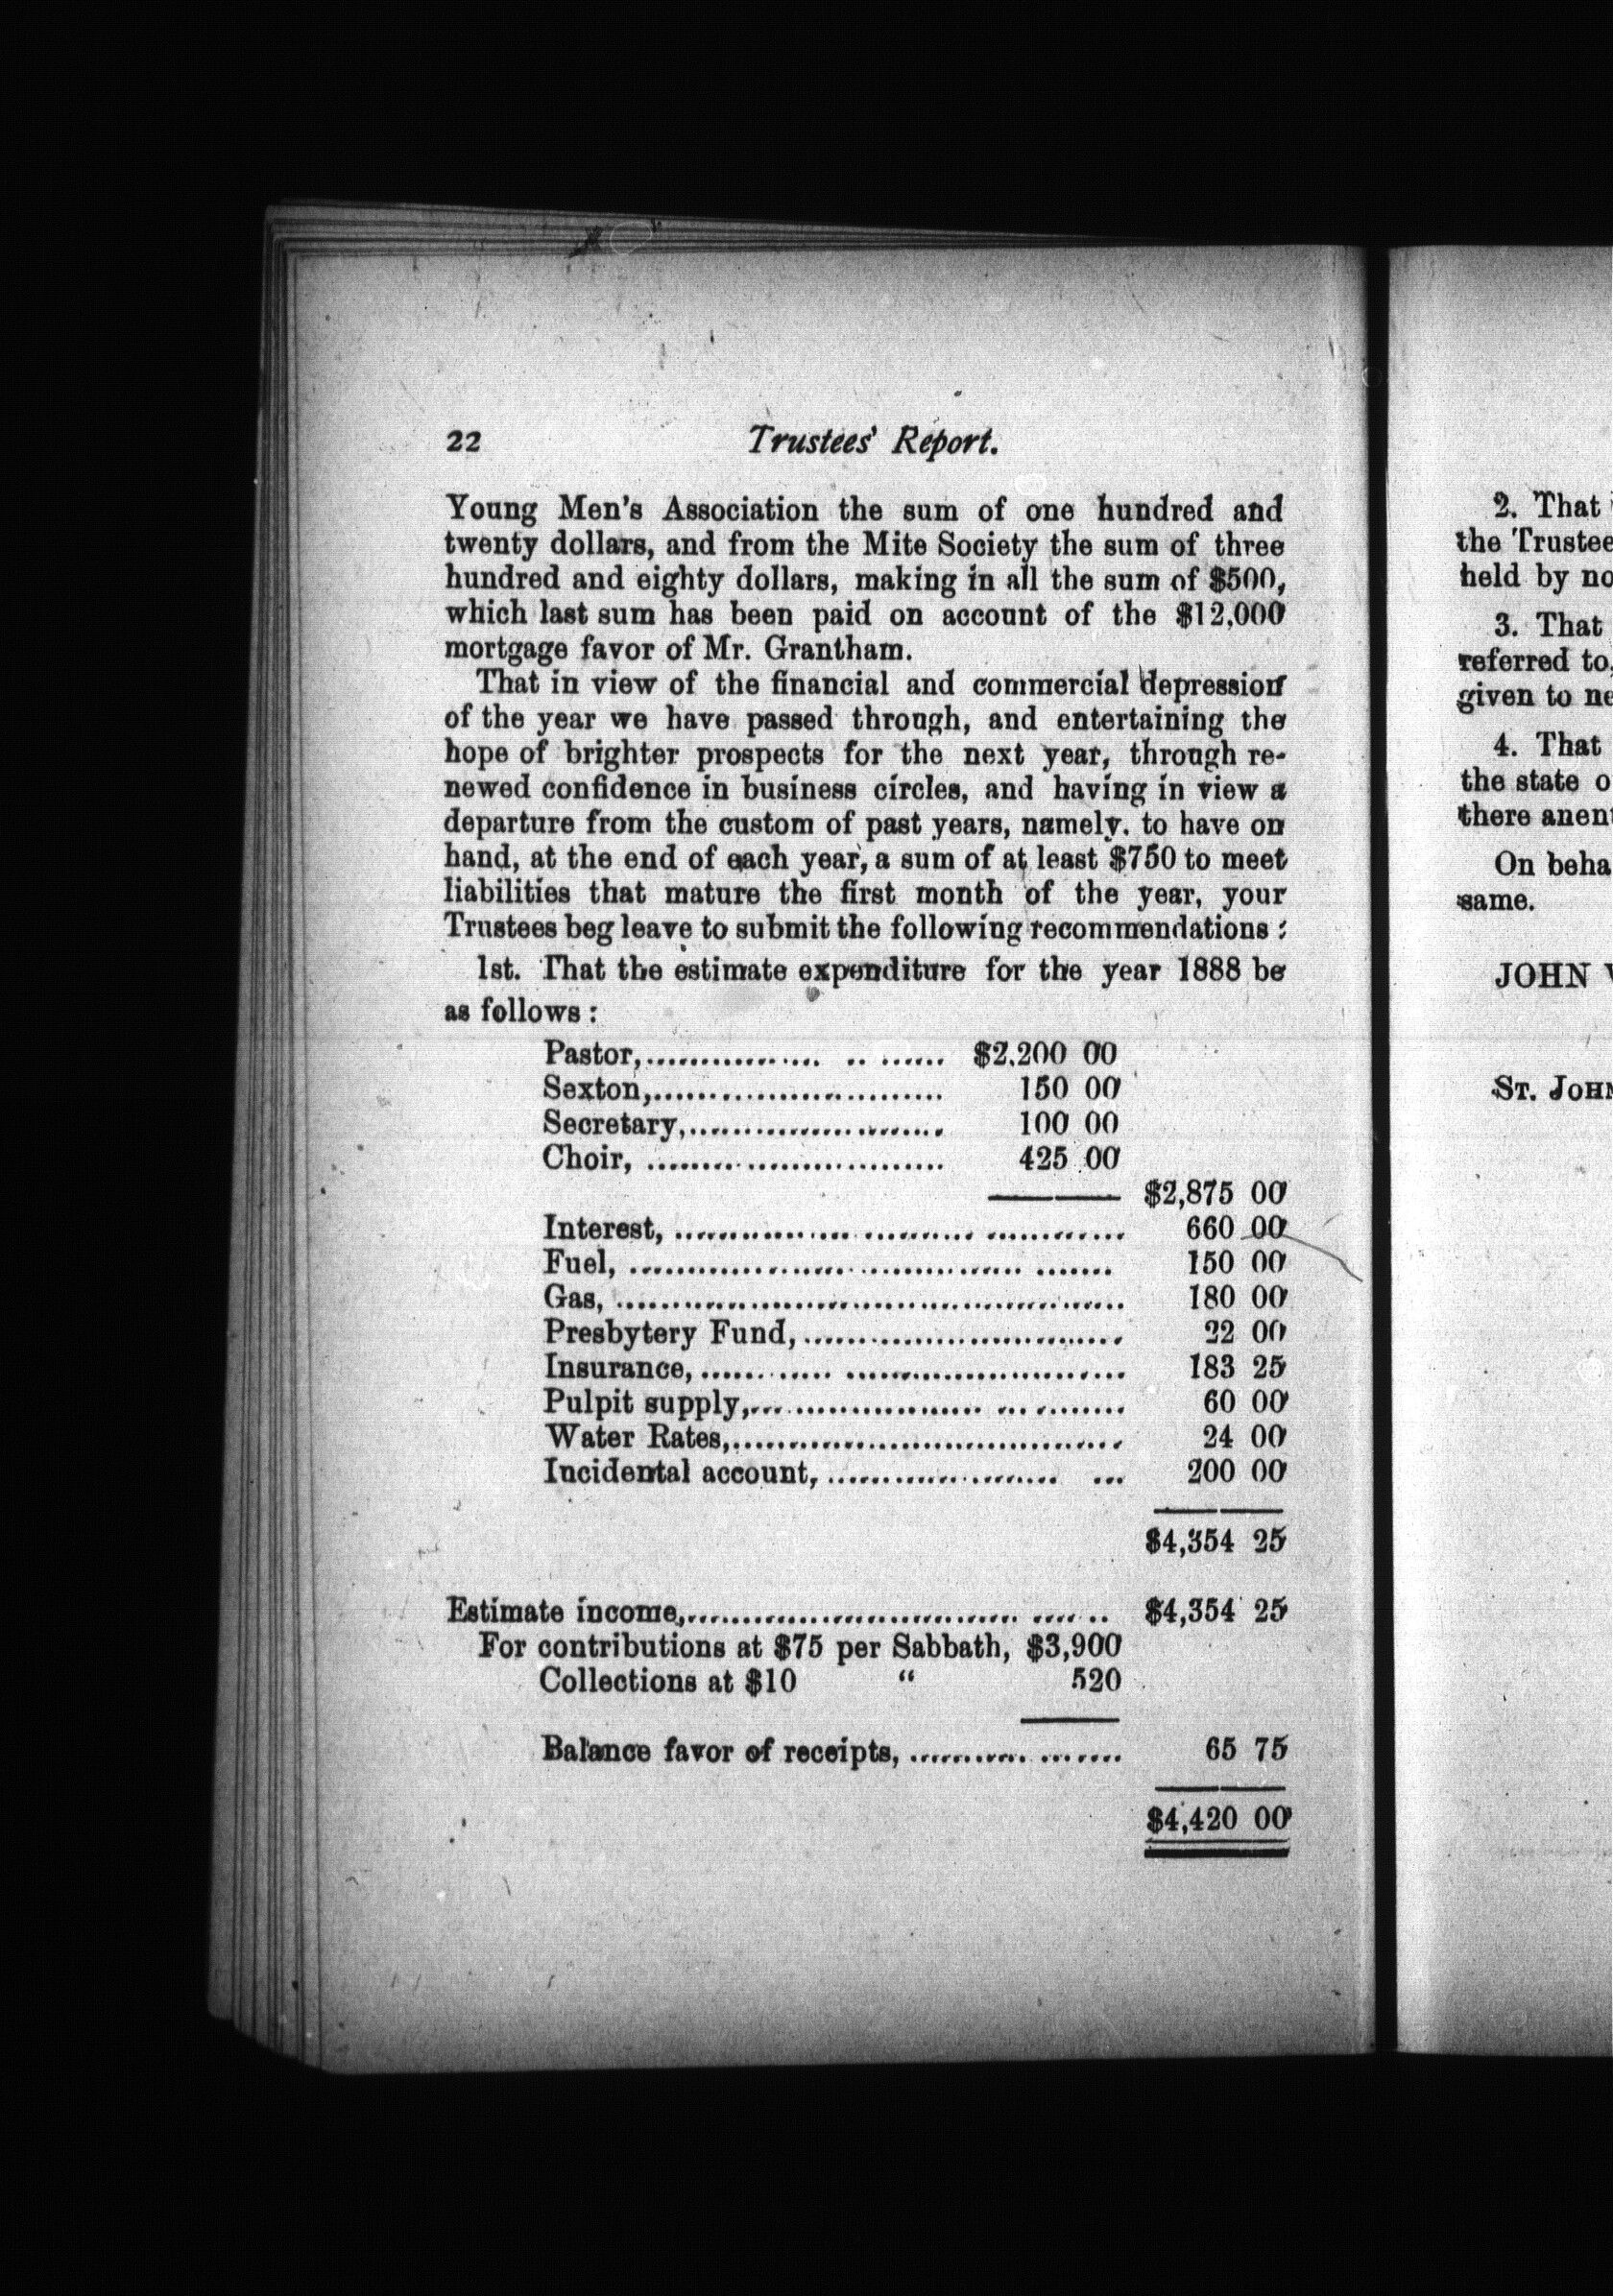 22 Trustees' Report.
Young Men's Association the sum of one hundred and
twenty dollars, and from the Mite Society the sum of three
hundred and eighty dollars, making in all the sum of $500,
which last sum has been paid on account of the $12,000
mortgage favor of Mr. Grantham.
That in view of the financial and commercial depression
of the year we have passed through, and entertaining the
hope of brighter prospects for the next year, through re-
newed confidence in business circles, and having in view a
departure from the custom of past years, namely. to have on
hand, at the end of each year, a sum of at least $750 to meet
liabilities that mature the first month of the year, your
Trustees beg leave to submit the following recommendations :
1st. That the estimate expenditure for the year 1888 be
as follows :
Pastor,.................. .. ...... $2.200 00
Sexton,.......................... 150 00
Secretary,....................... 100 00
Choir, ........................... 425 00
$2,875 00
Interest, ................ .......... ............ 660 00
Fuel, .................................... ....... 150 00
Gas, .............................................. 180 00
Presbytery Fund,............................. 22 00
Insurance,............ .......................... 183 25
Pulpit supply,..................... ... ........ 60 00
Water Rates,.................................... 24 00
Incidental account, ..................... ... 200 00
$4,354 25
Estimate income,.............................. ..... .. $4,354 25
For contributions at $75 per Sabbath, $3,900
Collections at $10 “ 520
Balance favor of receipts, ........... ....... 65 75
$4,420 00
2. That
the Trustee
held by no
3. That
referred to,
given to ne
4. That
the state o
there anent
On beha
same.
JOHN
ST. JOHN